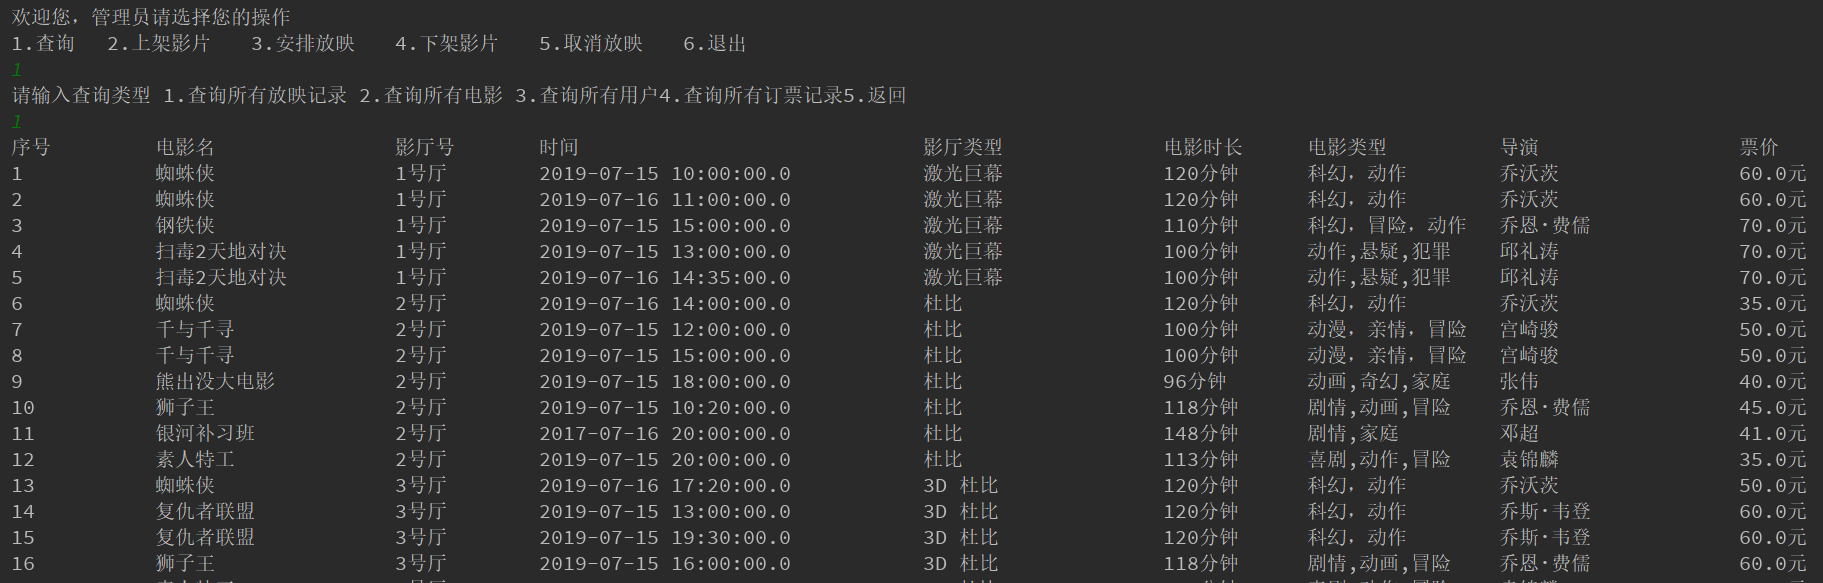 欢迎您，管理员请选择您的操作
1.查询 2.上架影片 3.安排放映 4.下架影片 5.取消放映 6.退出
1
请输入查询类型 1.查询所有放映记录 2.查询所有电影 3.查询所有用户4.查询所有订票记录5.返回
1
序号 电影名 影厅号 时间 影厅类型 电影时长 电影类型 导演 票价
1 蜘蛛侠 1号厅 2019-07-15 10:00:00.0 激光巨幕 120分钟 科幻，动作 乔沃茨 60.0元
2 蜘蛛侠 1号厅 2019-07-16 11:00:00.0 激光巨幕 120分钟 科幻，动作 乔沃茨 60.0元
3 钢铁侠 1号厅 2019-07-15 15:00:00.0 激光巨幕 110分钟 科幻，冒险，动作 乔恩·费儒 70.0元
4 扫毒2天地对决 1号厅 2019-07-15 13:00:00.0 激光巨幕 100分钟 动作,悬疑,犯罪 邱礼涛 70.0元
5 扫毒2天地对决 1号厅 2019-07-16 14:35:00.0 激光巨幕 100分钟 动作,悬疑,犯罪 邱礼涛 70.0元
6 蜘蛛侠 2号厅 2019-07-16 14:00:00.0 杜比 120分钟 科幻，动作 乔沃茨 35.0元
7 千与千寻 2号厅 2019-07-15 12:00:00.0 杜比 100分钟 动漫，亲情，冒险 宫崎骏 50.0元
8 千与千寻 2号厅 2019-07-15 15:00:00.0 杜比 100分钟 动漫，亲情，冒险 宫崎骏 50.0元
9 熊出没大电影 2号厅 2019-07-15 18:00:00.0 杜比 96分钟 动画,奇幻,家庭 张伟 40.0元
10 狮子王 2号厅 2019-07-15 10:20:00.0 杜比 118分钟 剧情,动画,冒险 乔恩·费儒 45.0元
11 银河补习班 2号厅 2017-07-16 20:00:00.0 杜比 148分钟 剧情,家庭 邓超 41.0元
12 素人特工 2号厅 2019-07-15 20:00:00.0 杜比 113分钟 喜剧,动作,冒险 袁锦麟 35.0元
13 蜘蛛侠 3号厅 2019-07-16 17:20:00.0 3D 杜比 120分钟 科幻，动作 乔沃茨 50.0元
14 复仇者联盟 3号厅 2019-07-15 13:00:00.0 3D 杜比 120分钟 科幻，动作 乔斯·韦登 60.0元
15 复仇者联盟 3号厅 2019-07-15 19:30:00.0 3D 杜比 120分钟 科幻，动作 乔斯·韦登 60.0元
16 狮子王 3号厅 2019-07-15 16:00:00.0 3D 杜比 118分钟 剧情,动画,冒险 乔恩·费儒 60.0元